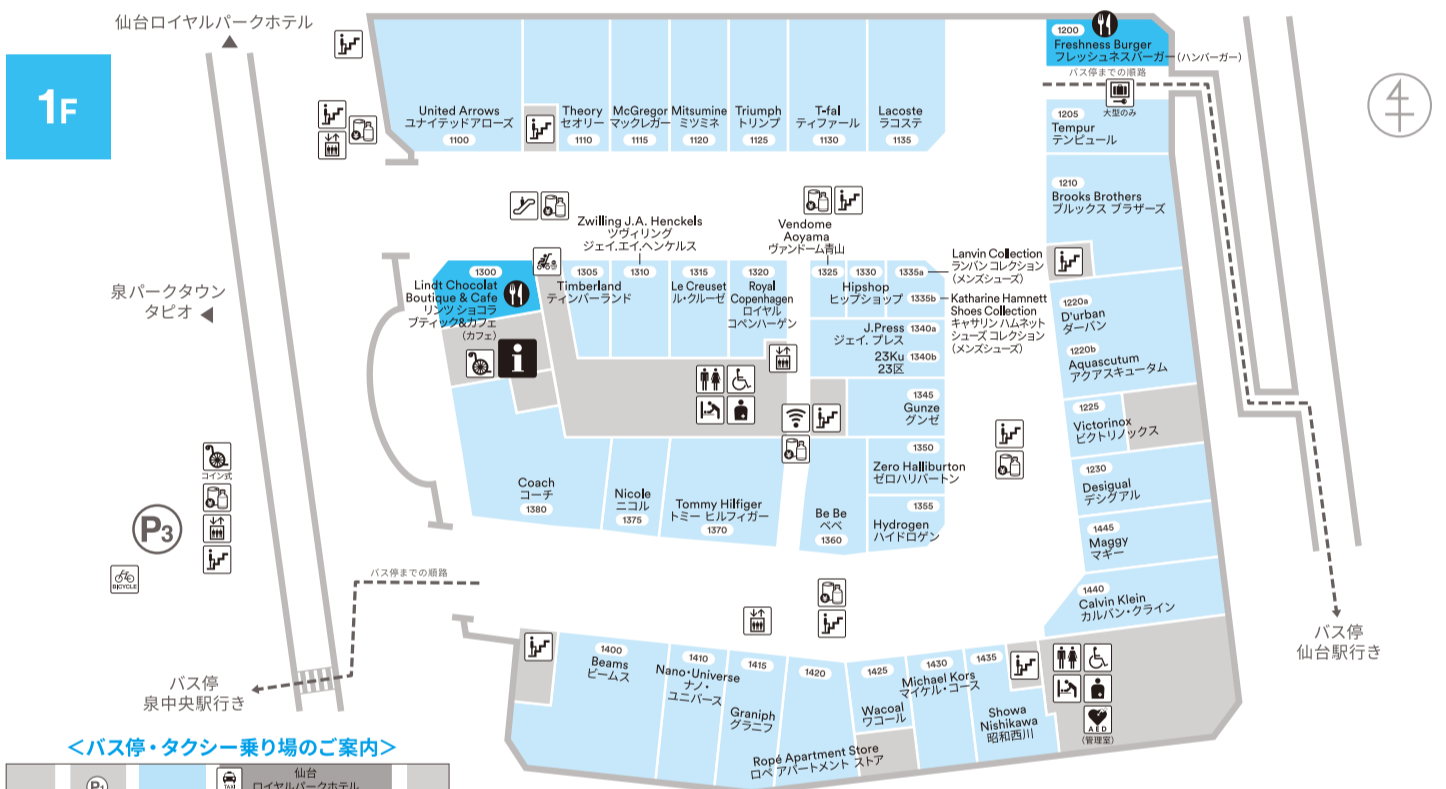 仙台ロイヤルパークホテル
1F
泉パークタウン
タピオ
United Arrows
ユナイテッドアローズ
1100
Theory
セオリー
1110
McGregor
マックレガー
1115
Mitsumine
ミツミネ
1120
Triumph
トリンプ
1125
T-fal
ティファール
1130
Lacoste
ラコステ
1135
1200
Freshness Burger
フレッシュネスバーガー(ハンバーガー)
バス停までの順路
大型のみ
1205
Tempur
テンピュール
1210
Brooks Brothers
ブルックス ブラザーズ
Zwilling J.A. Henckels
ツヴィリング
ジェイ.エイ.ヘンケルス
Vendome
Aoyama
ヴァンドーム青山
Lanvin Collection
ランバン コレクション
(メンズシューズ)
1300
Lindt Chocolat
Boutique & Cafe
リンツ ショコラ
ブティック&カフェ
(カフェ)
1305
Timberland
ティンバーランド
1310
1315
Le Creuset
ル・クルーゼ
1320
Royal
Copenhagen
ロイヤル
コペンハーゲン
1325
1330
Hipshop
ヒップショップ
1335a
1335b
Katharine Hamnett
Shoes Collection
キャサリン ハムネット
シューズ コレクション
(メンズシューズ)
J.Press
ジェイ. プレス
1340a
23Ku
23区
1340b
1220a
D'urban
ダーバン
1220b
Aquascutum
アクアスキュータム
1345
Gunze
グンゼ
1225
Victorinox
ビクトリノックス
1350
Zero Halliburton
ゼロハリバートン
1230
Desigual
デシグアル
1355
Hydrogen
ハイドロゲン
1445
Maggy
マギー
1440
Calvin Klein
カルバン・クライン
Coach
コーチ
1380
Nicole
ニコル
1375
Tommy Hilfiger
トミー ヒルフィガー
1370
Be Be
ベベ
1360
コイン式
P3
BICYCLE
バス停までの順路
バス停
泉中央駅行き
バス停
仙台駅行き
1400
Beams
ビームス
1410
Nano・Universe
ナノ・
ユニバース
1415
Graniph
グラニフ
1420
Ropé Apartment Store
ロペ アパートメント ストア
1425
Wacoal
ワコール
1430
Michael Kors
マイケル・コース
1435
Showa
Nishikawa
昭和西川
AED
(管理室)
<バス停・タクシー乗り場のご案内>
P1
TAXI
仙台
ロイヤルパークホテル